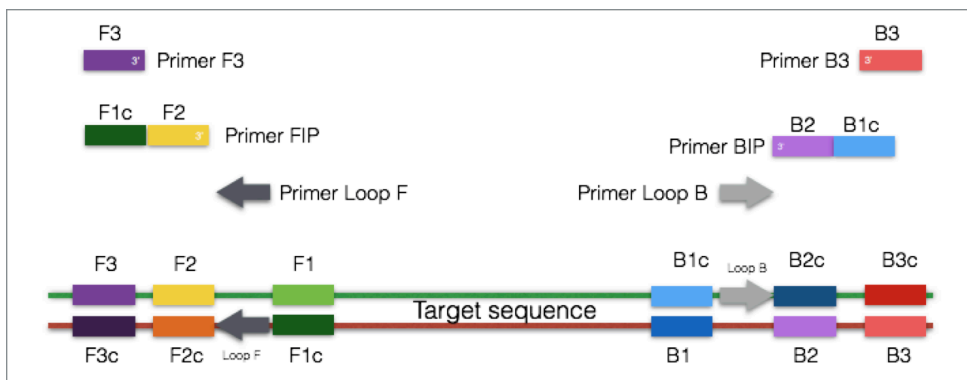 F3 B3
3' Primer F3 Primer B3 3'
F1c F2 B2 B1c
3' Primer FIP Primer BIP 3'
Primer Loop F Primer Loop B
F3 F2 F1 B1c Loop B B2c B3c
Target sequence
F3c F2c Loop F F1c B1 B2 B3